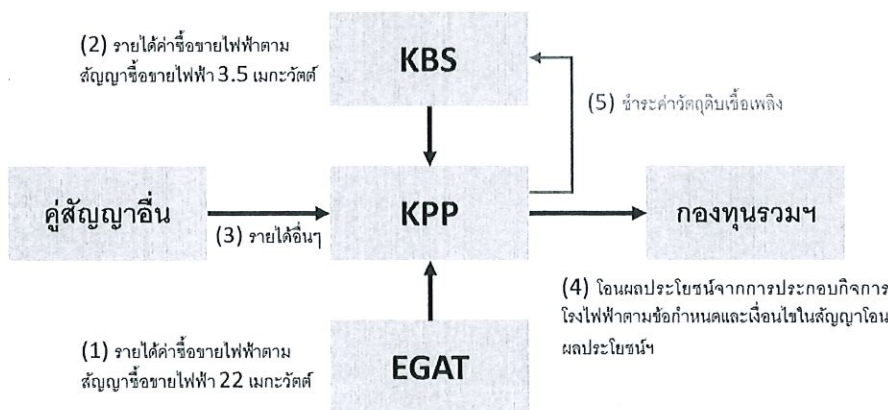 (2) รายได้ค่าซื้อขายไฟฟ้าตาม
สัญญาซื้อขายไฟฟ้า 3.5 เมกะวัตต์
KBS
(5) ชำระค่าวัตถุดิบเชื้อเพลิง
คู่สัญญาอื่น
(3) รายได้อื่นๆ
KPP
กองทุนรวมฯ
(4) โอนผลประโยชน์จากการประกอบกิจการ
โรงไฟฟ้าตามข้อกำหนดและเงื่อนไขในสัญญาโอน
ผลประโยชน์ฯ
(1) รายได้ค่าซื้อขายไฟฟ้าตาม
สัญญาซื้อขายไฟฟ้า 22 เมกะวัตต์
EGAT